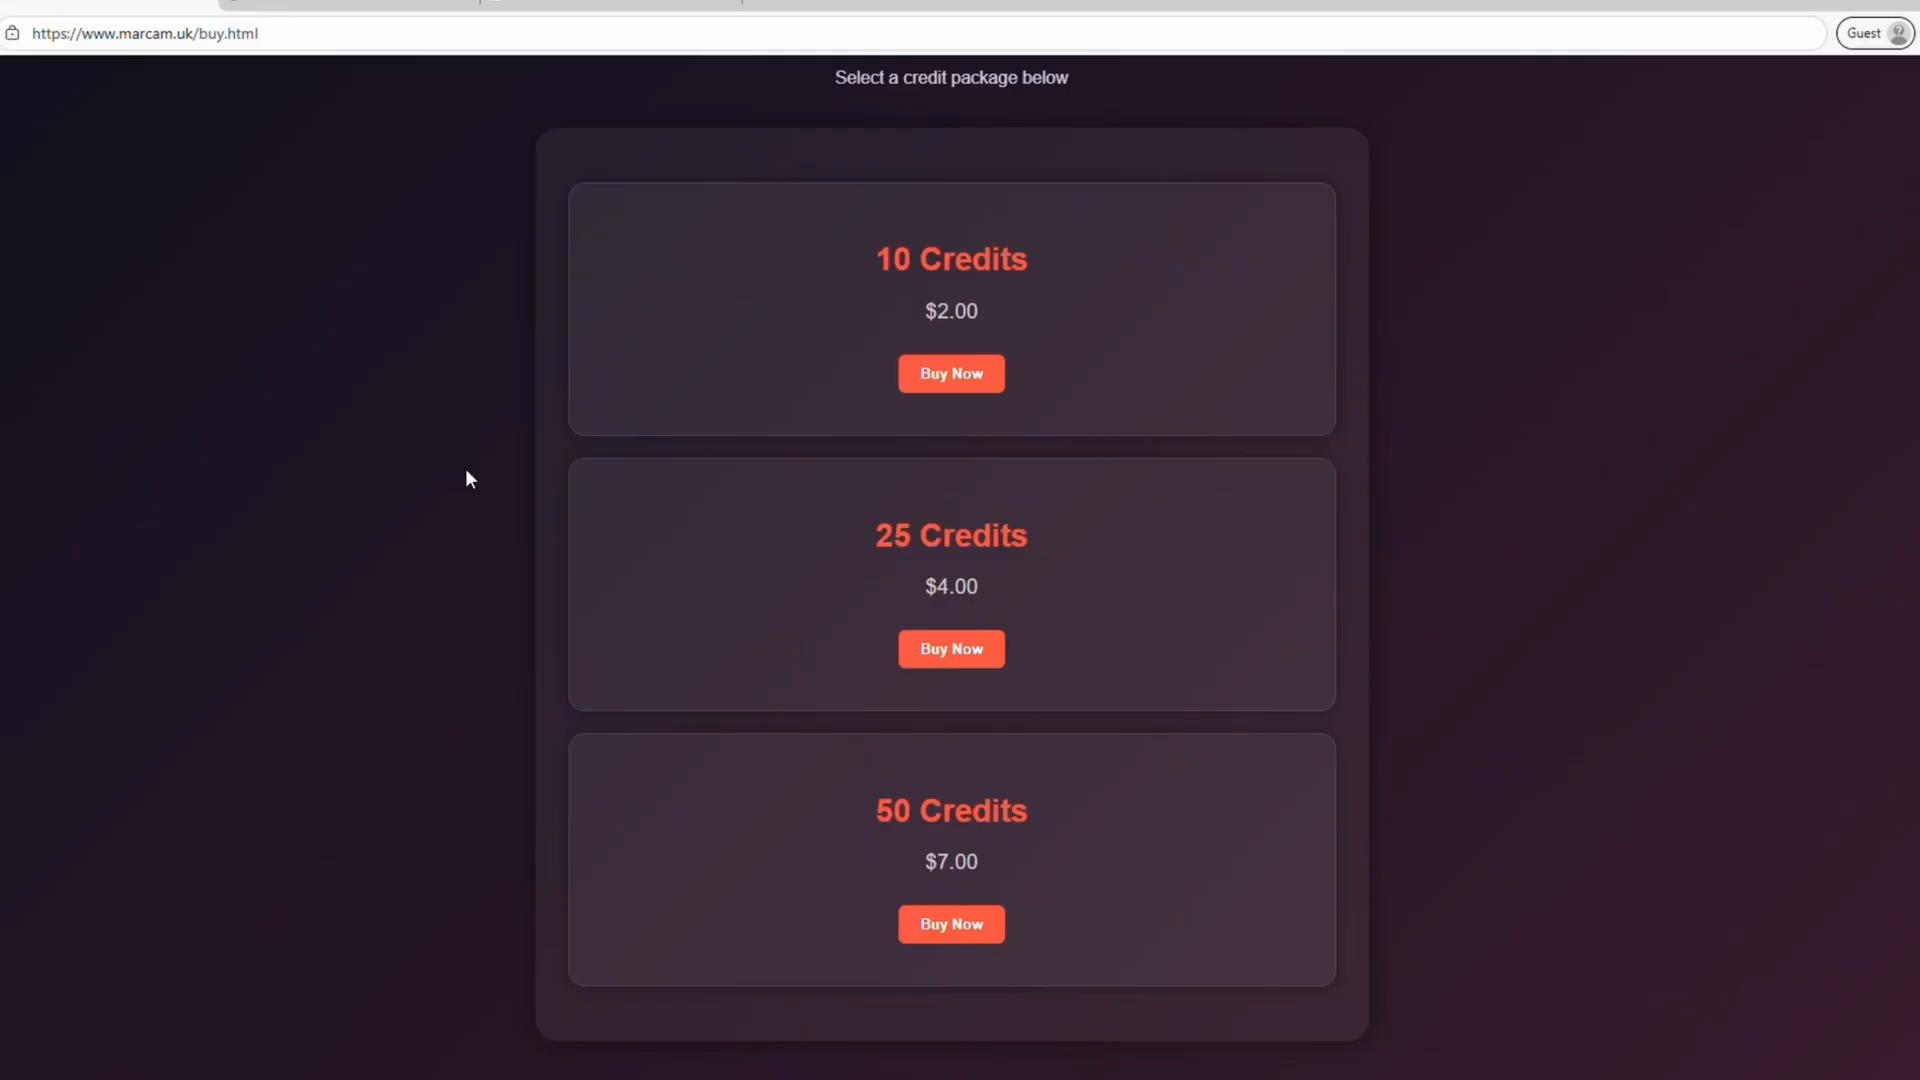 https://www.marcam.uk/buy.html
Guest
Select a credit package below
10 Credits
$2.00
Buy Now
25 Credits
$4.00
Buy Now
50 Credits
$7.00
Buy Now